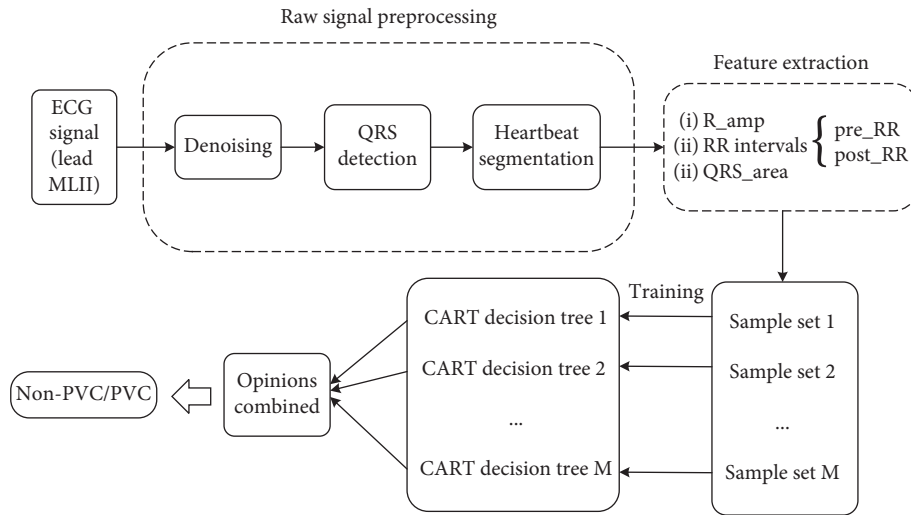 Raw signal preprocessing
Feature extraction
ECG
signal
(lead
MLII)
Denoising
QRS
detection
Heartbeat
segmentation
(i) R_amp
(ii) RR intervals
(ii) QRS_area
pre_RR
post_RR
Training
CART decision tree 1
CART decision tree 2
...
CART decision tree M
Sample set 1
Sample set 2
...
Sample set M
Opinions
combined
Non-PVC/PVC